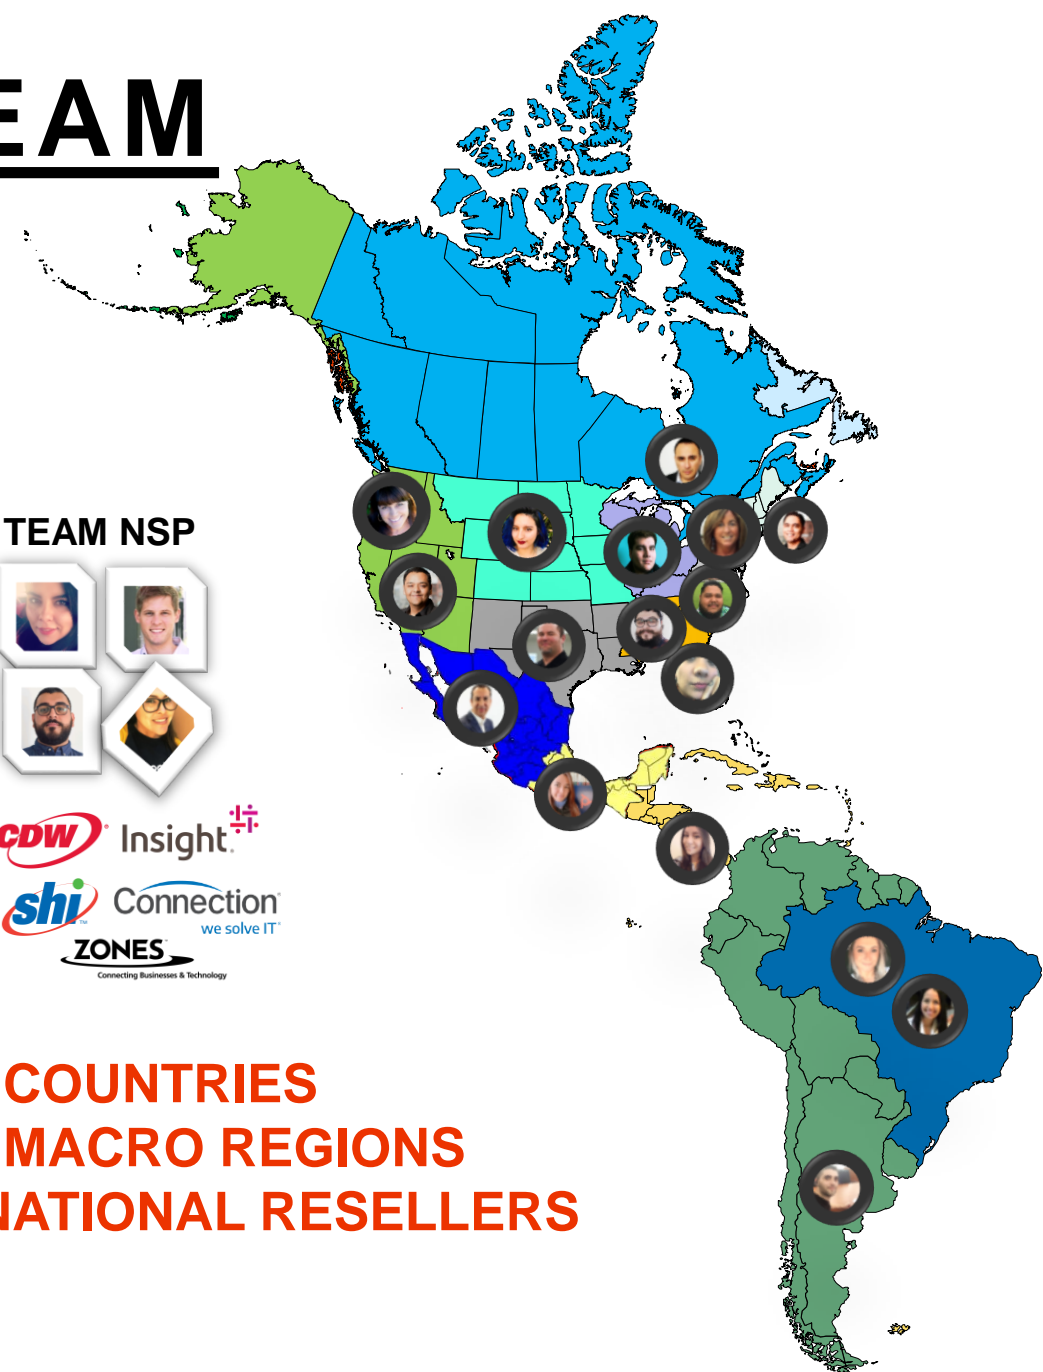 EAM
TEAM NSP
CDW
Insight
shi
Connection
we solve IT
ZONES
Connecting Businesses & Technology
COUNTRIES
MACRO REGIONS
NATIONAL RESELLERS